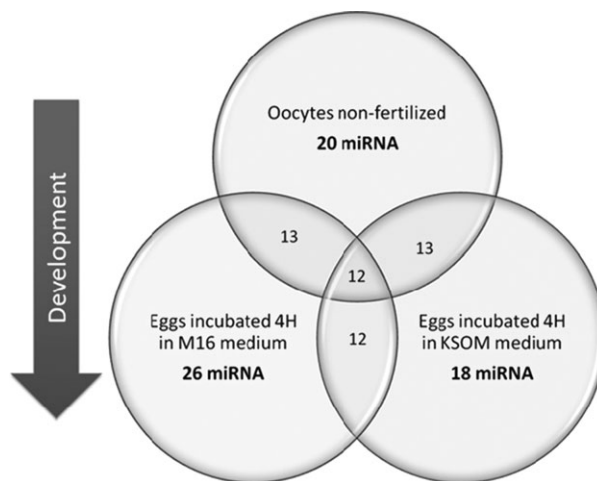 Development
Oocytes non-fertilized
20 miRNA
13
13
12
Eggs incubated 4H
in M16 medium
26 miRNA
12
Eggs incubated 4H
in KSOM medium
18 miRNA